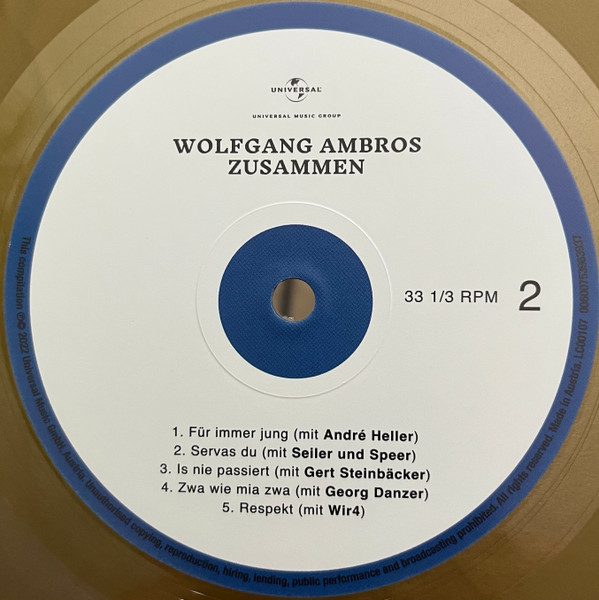 UNIVERSAL
UNIVERSAL MUSIC GROUP
WOLFGANG AMBROS
ZUSAMMEN
33 1/3 RPM 2
1. Für immer jung (mit André Heller)
2. Servas du (mit Seiler und Speer)
3. Is nie passiert (mit Gert Steinbäcker)
4. Zwa wie mia zwa (mit Georg Danzer)
5. Respekt (mit Wir4)
This compilation ℗© 2022 Universal Music GmbH, Austria. Unauthorised copying, reproduction, hiring, lending, public performance and broadcasting prohibited. All rights reserved. Made in Austria. LC00107